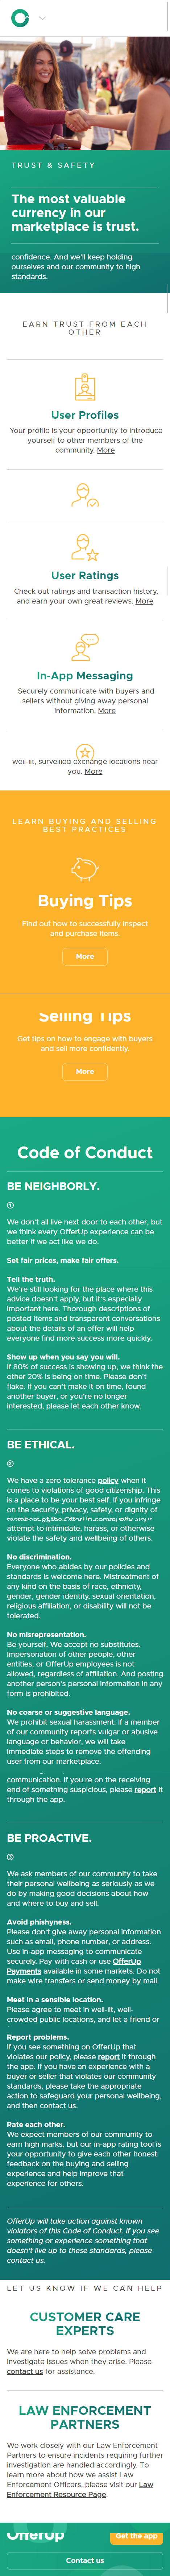 TRUST & SAFETY
The most valuable
currency in our
marketplace is trust.
confidence. And we'll keep holding
ourselves and our community to high
standards.
EARN TRUST FROM EACH
OTHER
User Profiles
Your profile is your opportunity to introduce
yourself to other members of the
community. More
User Ratings
Check out ratings and transaction history,
and earn your own great reviews. More
In-App Messaging
Securely communicate with buyers and
sellers without giving away personal
information. More
well-lit, surveilled exchange locations near
you. More
LEARN BUYING AND SELLING
BEST PRACTICES
Buying Tips
Find out how to successfully inspect
and purchase items.
More
Selling Tips
Get tips on how to engage with buyers
and sell more confidently.
More
Code of Conduct
BE NEIGHBORLY.
1
We don't all live next door to each other, but
we think every OfferUp experience can be
better if we act like we do.
Set fair prices, make fair offers.
Tell the truth.
We're still looking for the place where this
advice doesn't apply, but it's especially
important here. Thorough descriptions of
posted items and transparent conversations
about the details of an offer will help
everyone find more success more quickly.
Show up when you say you will.
If 80% of success is showing up, we think the
other 20% is being on time. Please don't
flake. If you can't make it on time, found
another buyer, or you're no longer
interested, please let each other know.
BE ETHICAL.
2
We have a zero tolerance policy when it
comes to violations of good citizenship. This
is a place to be your best self. If you infringe
on the security, privacy, safety, or dignity of
members of the OfferUp community, or if
attempt to intimidate, harass, or otherwise
violate the safety and wellbeing of others.
No discrimination.
Everyone who abides by our policies and
standards is welcome here. Mistreatment of
any kind on the basis of race, ethnicity,
gender, gender identity, sexual orientation,
religious affiliation, or disability will not be
tolerated.
No misrepresentation.
Be yourself. We accept no substitutes.
Impersonation of other people, other
entities, or OfferUp employees is not
allowed, regardless of affiliation. And posting
another person's personal information in any
form is prohibited.
No coarse or suggestive language.
We prohibit sexual harassment. If a member
of our community reports vulgar or abusive
language or behavior, we will take
immediate steps to remove the offending
user from our marketplace.
communication. If you're on the receiving
end of something suspicious, please report it
through the app.
BE PROACTIVE.
3
We ask members of our community to take
their personal wellbeing as seriously as we
do by making good decisions about how
and where to buy and sell.
Avoid phishyness.
Please don't give away personal information
such as email, phone number, or address.
Use in-app messaging to communicate
securely. Pay with cash or use OfferUp
Payments available in some markets. Do not
make wire transfers or send money by mail.
Meet in a sensible location.
Please agree to meet in well-lit, well-
crowded public locations, and let a friend or
Report problems.
If you see something on OfferUp that
violates our policy, please report it through
the app. If you have an experience with a
buyer or seller that violates our community
standards, please take the appropriate
action to safeguard your personal wellbeing,
and then contact us.
Rate each other.
We expect members of our community to
earn high marks, but our in-app rating tool is
your opportunity to give each other honest
feedback on the buying and selling
experience and help improve that
experience for others.
OfferUp will take action against known
violators of this Code of Conduct. If you see
something or experience something that
doesn't live up to these standards, please
contact us.
LET US KNOW IF WE CAN HELP
CUSTOMER CARE
EXPERTS
We are here to help solve problems and
investigate issues when they arise. Please
contact us for assistance.
LAW ENFORCEMENT
PARTNERS
We work closely with our Law Enforcement
Partners to ensure incidents requiring further
investigation are handled accordingly. To
learn more about how we assist Law
Enforcement Officers, please visit our Law
Enforcement Resource Page.
OfferUp
Get the app
Contact us